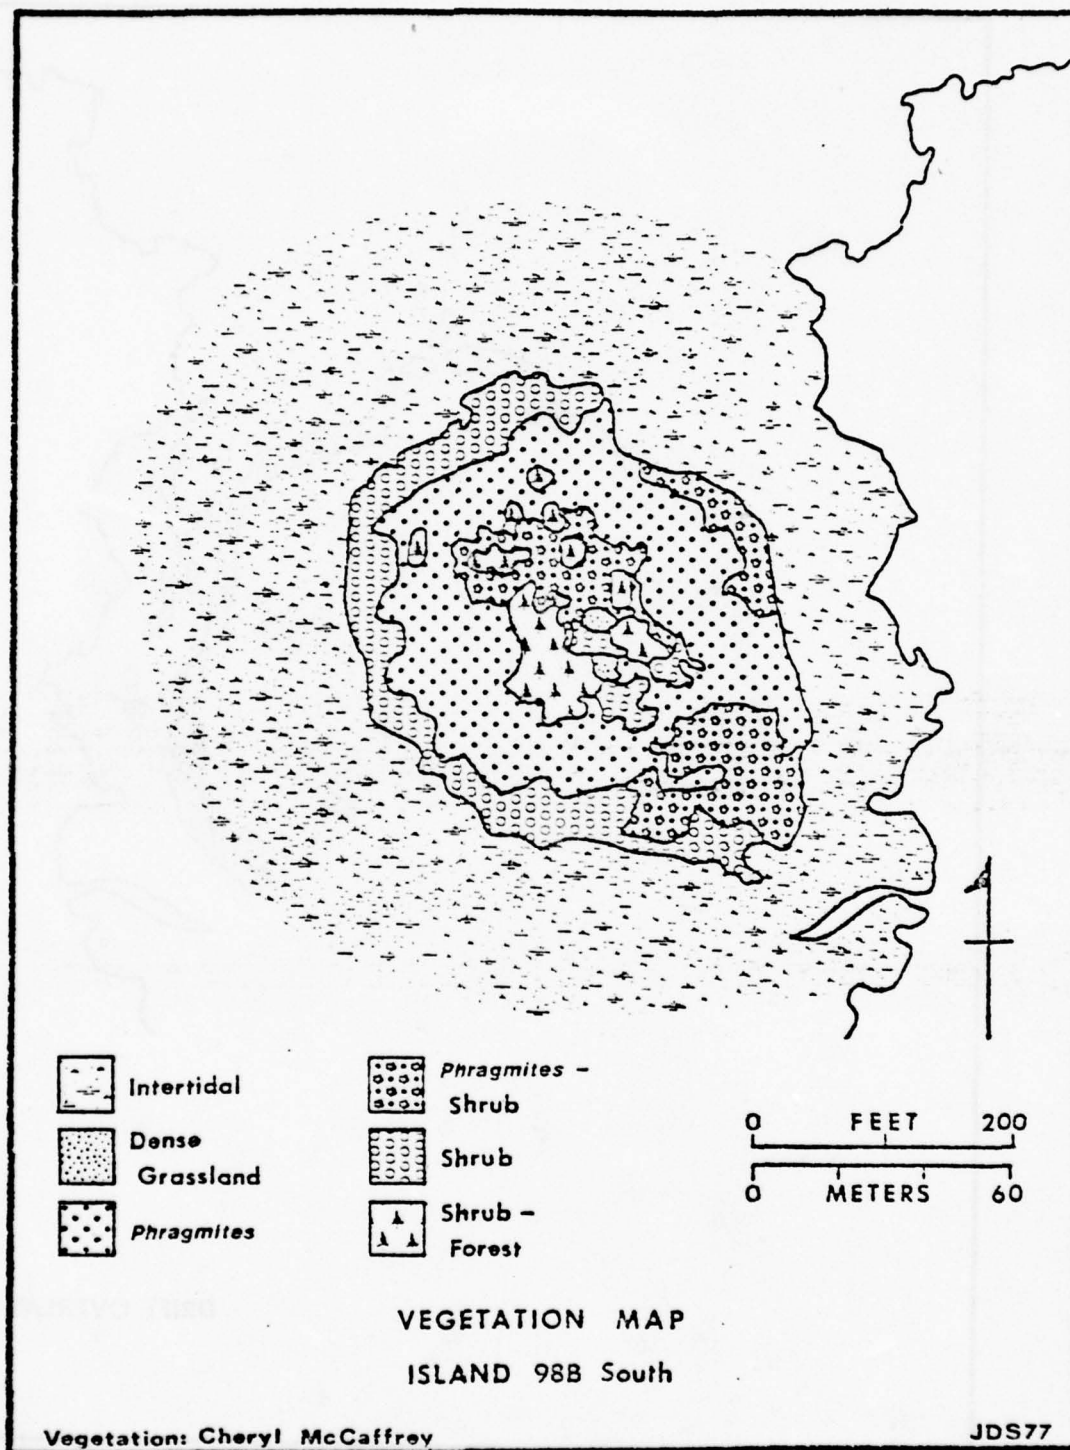 Intertidal
Dense
Grassland
Phragmites
Phragmites –
Shrub
Shrub
Shrub –
Forest
0 FEET 200
0 METERS 60
VEGETATION MAP
ISLAND 98B South
Vegetation: Cheryl McCaffrey
JDS77